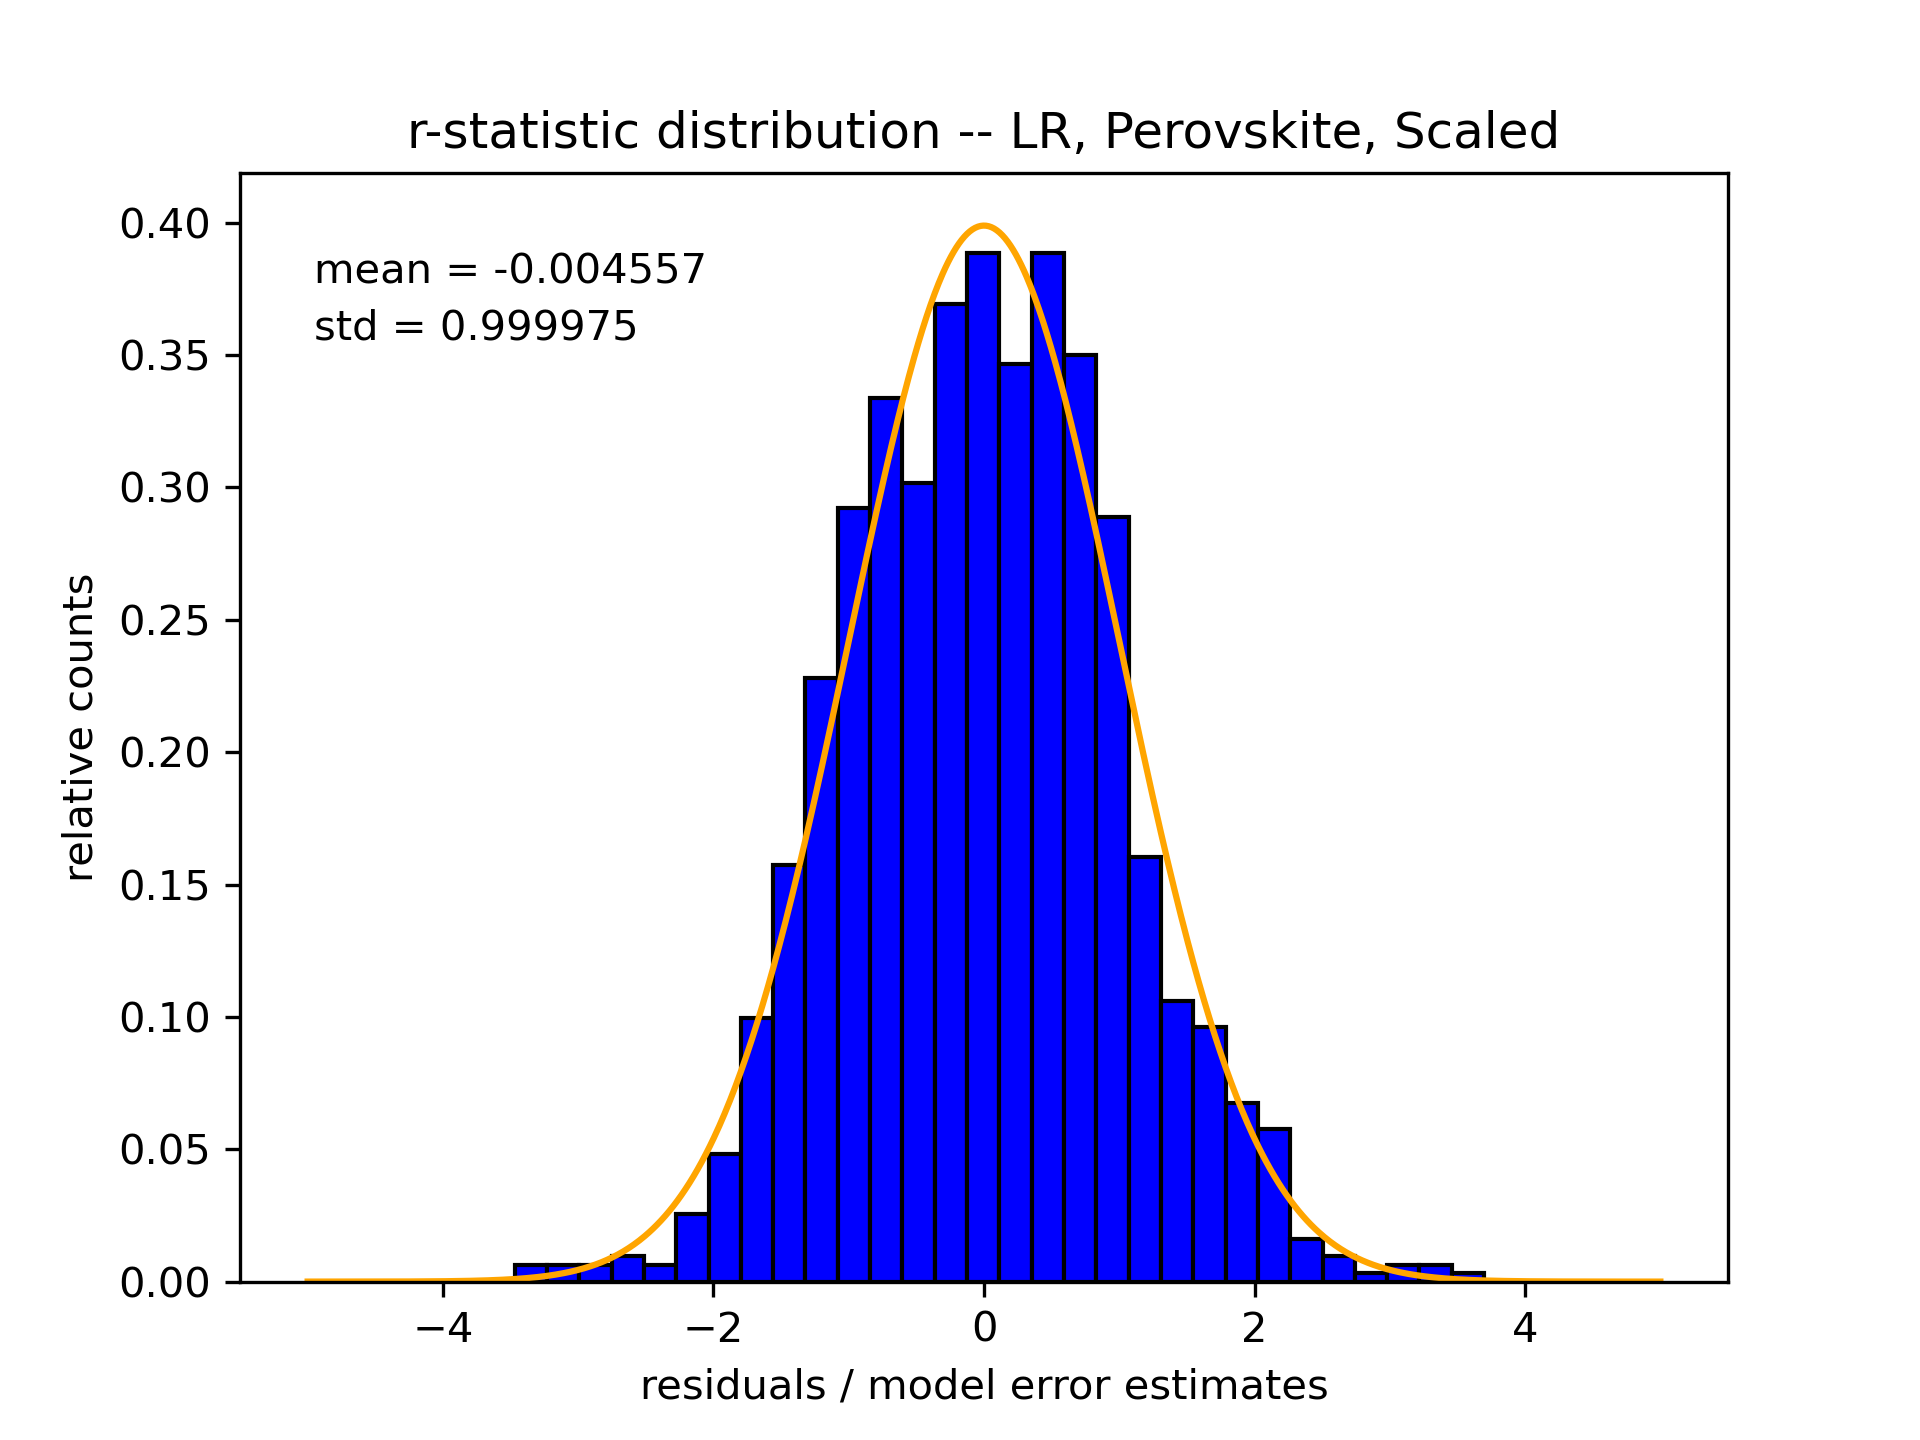 r-statistic distribution -- LR, Perovskite, Scaled
mean = -0.004557
std = 0.999975
0.40
0.35
0.30
0.25
0.20
0.15
0.10
0.05
0.00
relative counts
−4
−2
0
2
4
residuals / model error estimates